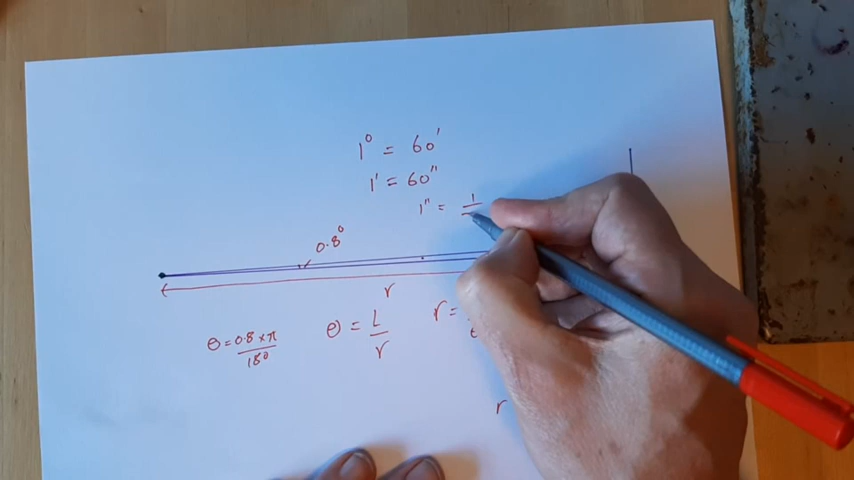 1° = 60'
1' = 60"
1" = 1
0.8°
r
θ = 0.8 × π / 180
θ = L / r
r =
r